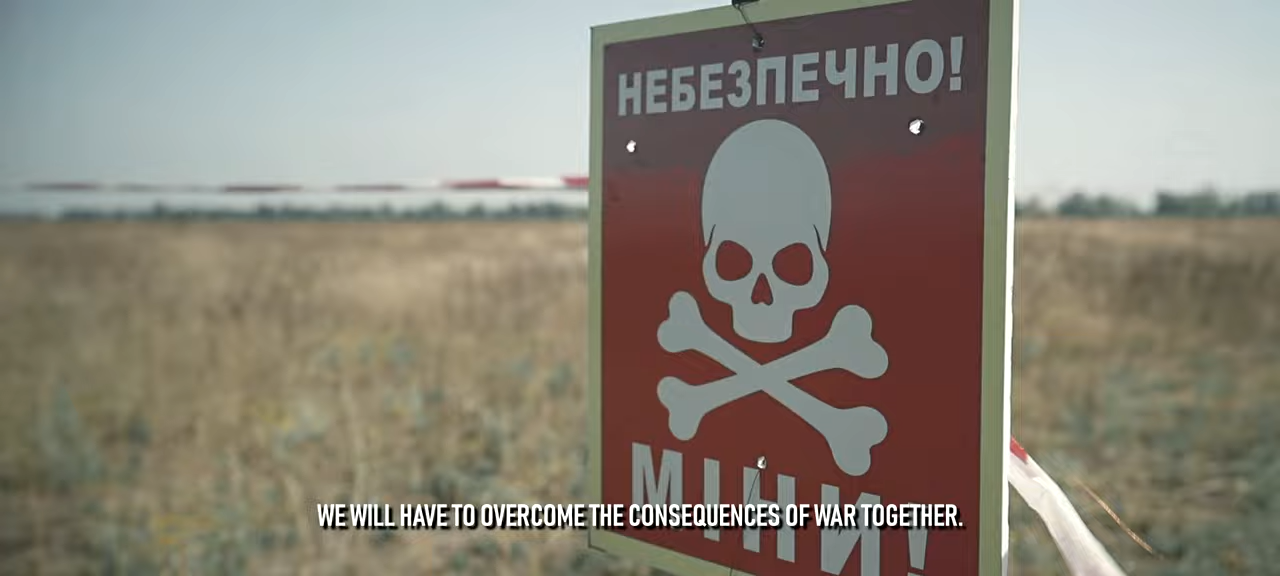 НЕБЕЗПЕЧНО!
МІНИ!
WE WILL HAVE TO OVERCOME THE CONSEQUENCES OF WAR TOGETHER.